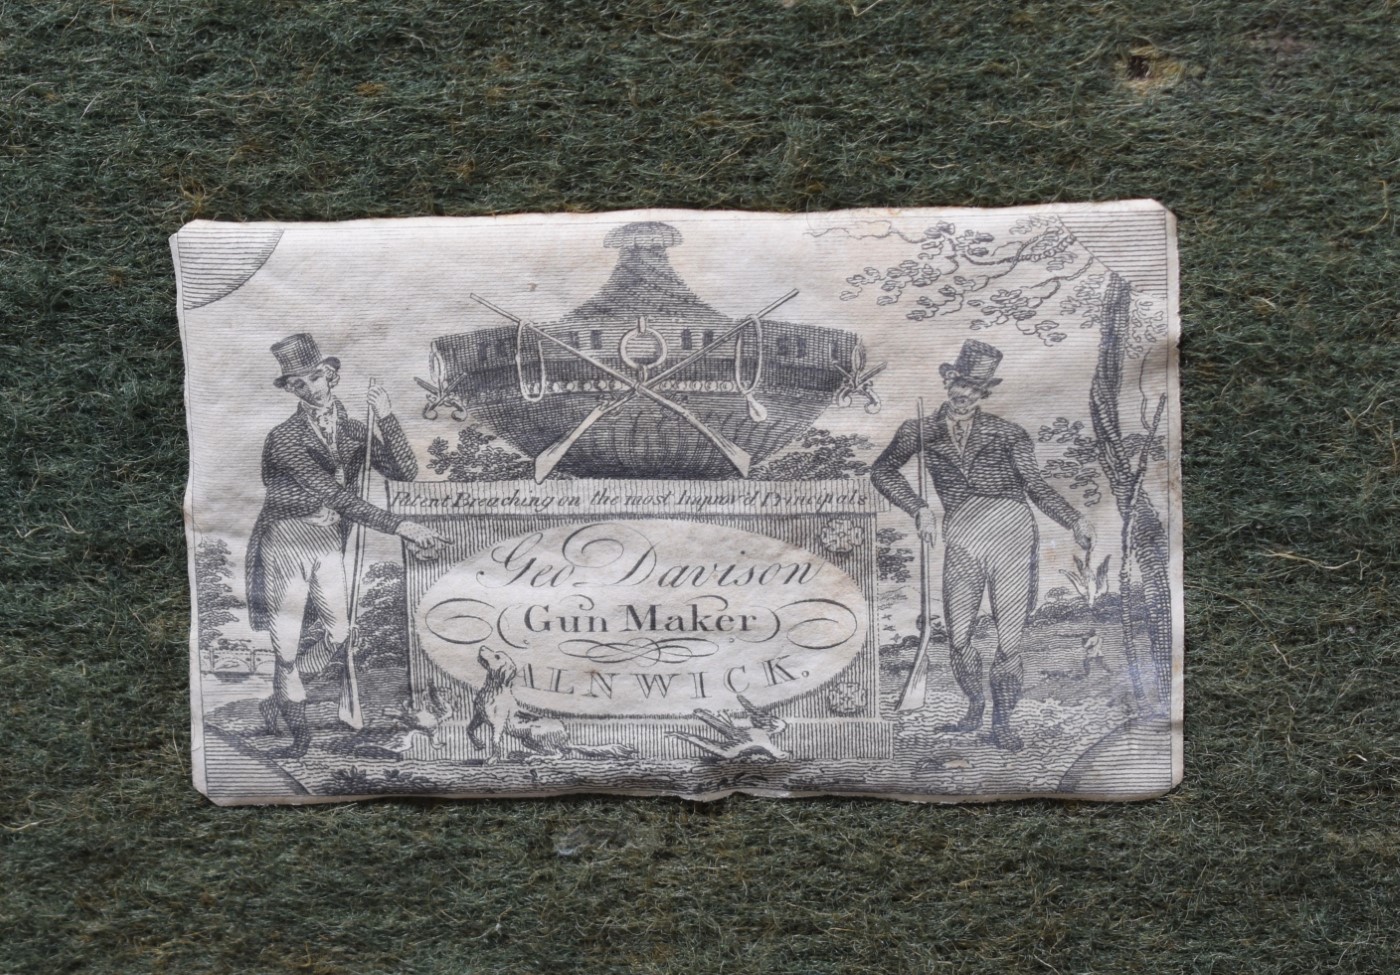 Patent Breaching on the most Improv'd Principals
Geo. Davison
Gun Maker
ALNWICK.